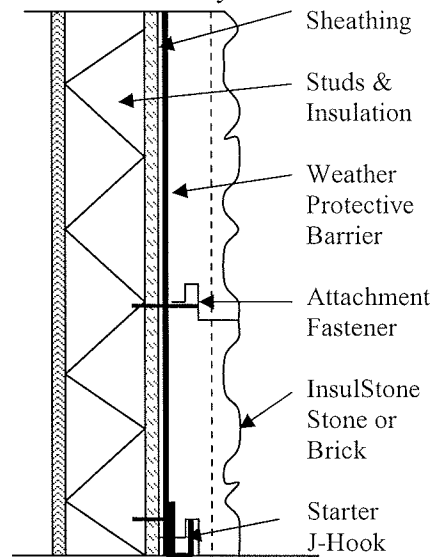 Sheathing
Studs &
Insulation
Weather
Protective
Barrier
Attachment
Fastener
InsulStone
Stone or
Brick
Starter
J-Hook